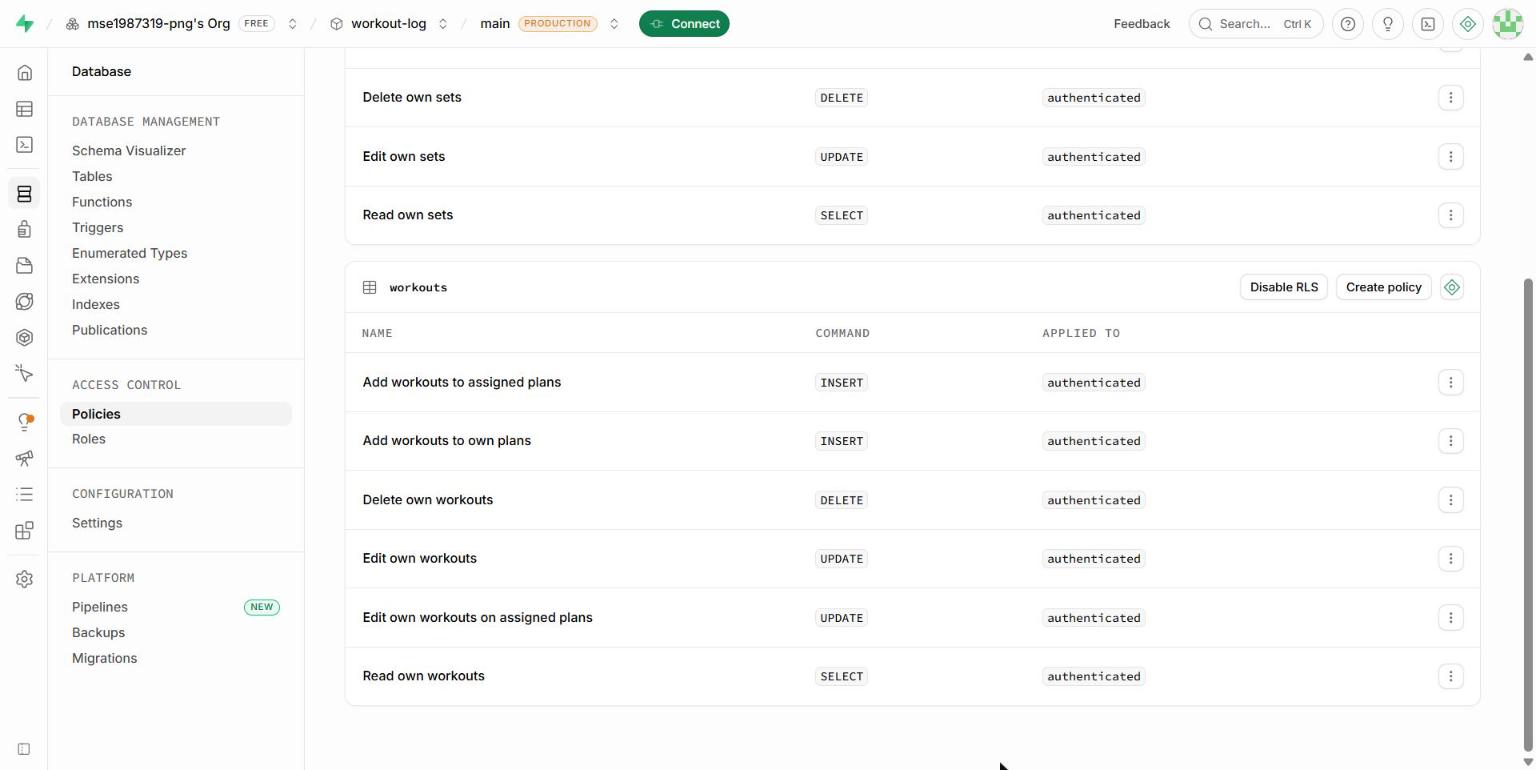 mse1987319-png's Org FREE workout-log main PRODUCTION Connect Feedback Search... Ctrl K
Database
DATABASE MANAGEMENT
Schema Visualizer
Tables
Functions
Triggers
Enumerated Types
Extensions
Indexes
Publications
ACCESS CONTROL
Policies
Roles
CONFIGURATION
Settings
PLATFORM
Pipelines NEW
Backups
Migrations
Delete own sets DELETE authenticated
Edit own sets UPDATE authenticated
Read own sets SELECT authenticated
workouts Disable RLS Create policy
NAME COMMAND APPLIED TO
Add workouts to assigned plans INSERT authenticated
Add workouts to own plans INSERT authenticated
Delete own workouts DELETE authenticated
Edit own workouts UPDATE authenticated
Edit own workouts on assigned plans UPDATE authenticated
Read own workouts SELECT authenticated